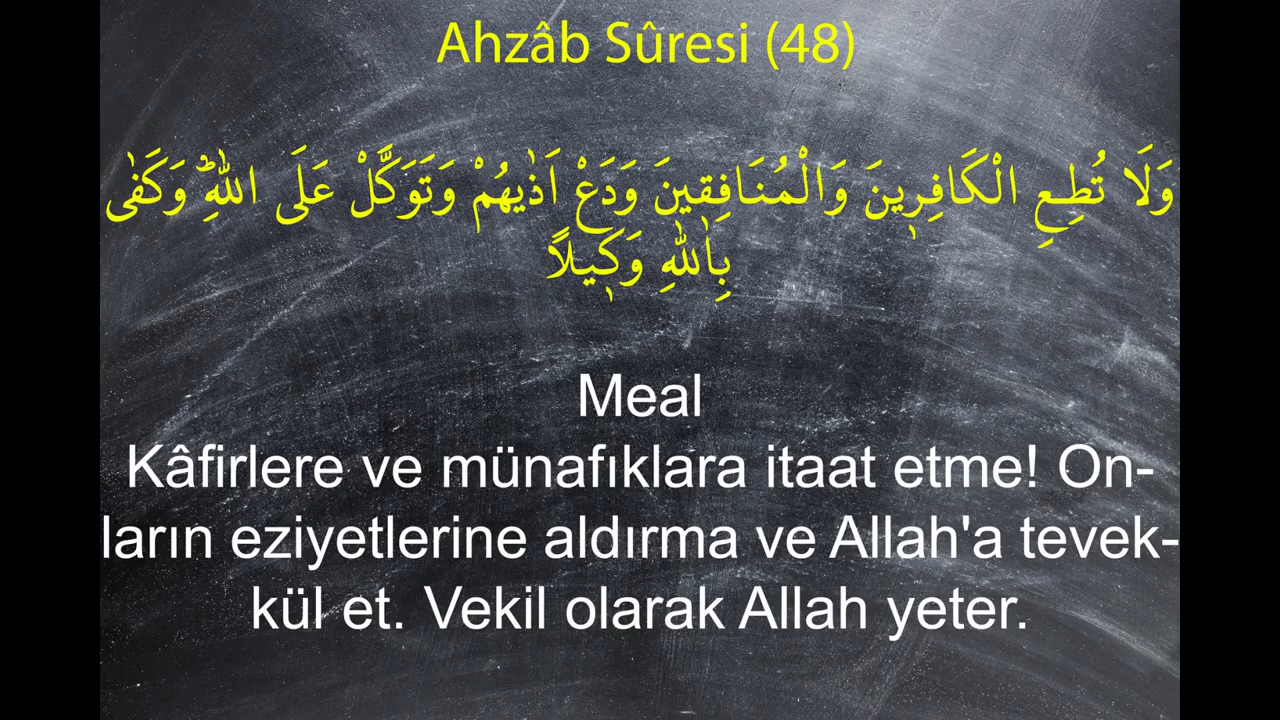 Ahzâb Sûresi (48)
وَلَا تُطِعِ الْكَافِر۪ينَ وَالْمُنَافِق۪ينَ وَدَعْ اَذٰيهُمْ وَتَوَكَّلْ عَلَى اللّٰهِۜ وَكَفٰى
بِاللّٰهِ وَك۪يلاً
Meal
Kâfirlere ve münafıklara itaat etme! On-
ların eziyetlerine aldırma ve Allah'a tevek-
kül et. Vekil olarak Allah yeter.